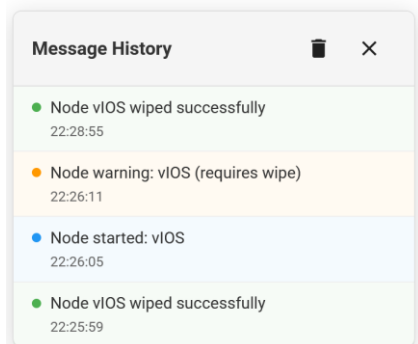 Message History
Node vIOS wiped successfully
22:28:55
Node warning: vIOS (requires wipe)
22:26:11
Node started: vIOS
22:26:05
Node vIOS wiped successfully
22:25:59